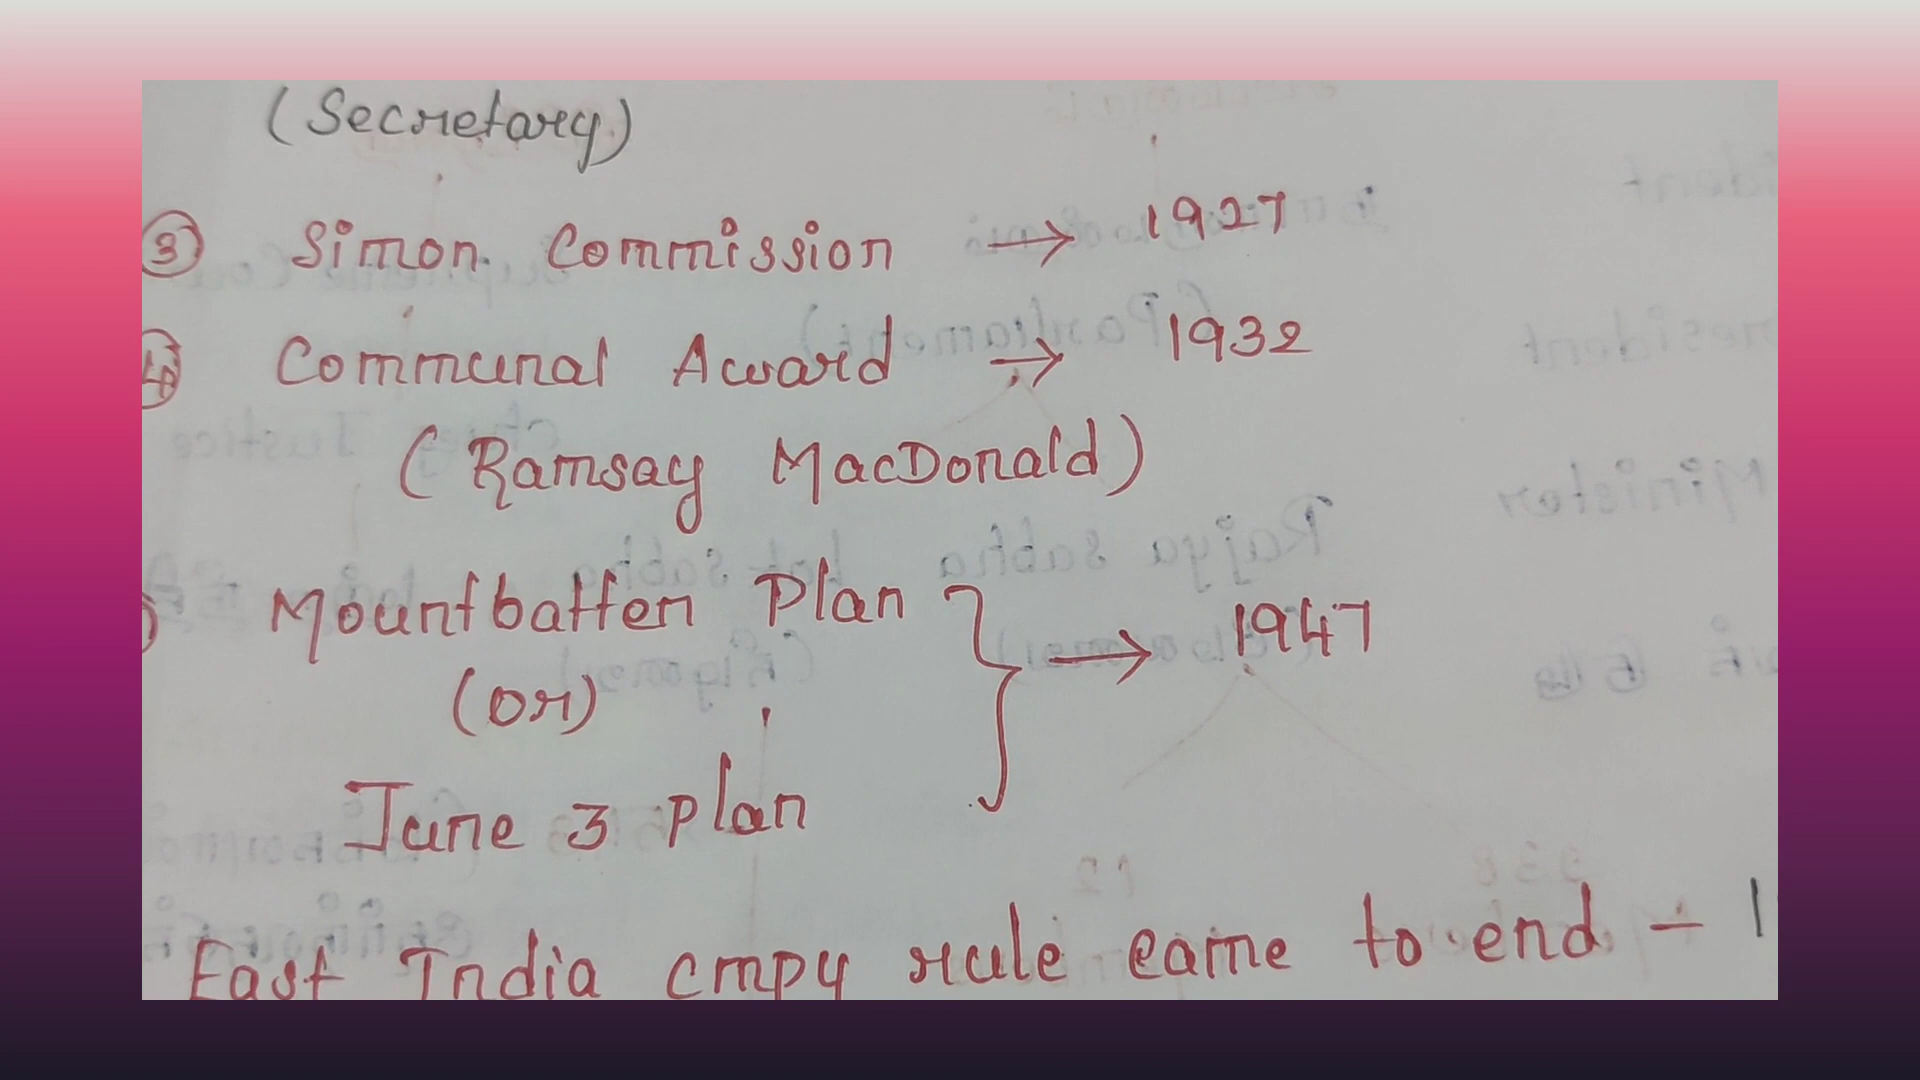 (Secretary)
③ Simon Commission → 1927
④ Communal Award → 1932
(Ramsay MacDonald)
Mountbatten Plan
(or)
June 3 plan
} → 1947
East India cmpy rule came to end - 1